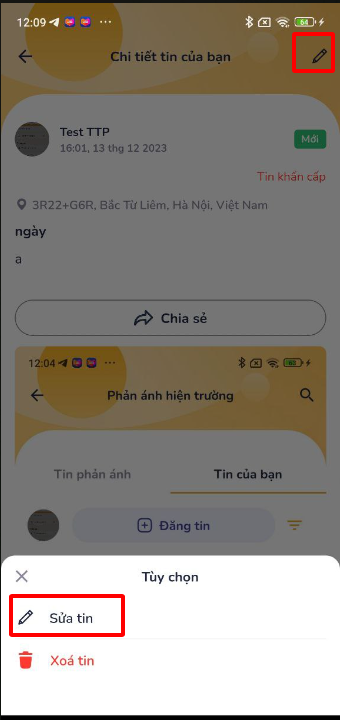 12:09
64
Chi tiết tin của bạn
Test TTP
16:01, 13 thg 12 2023
Mới
Tin khẩn cấp
3R22+G6R, Bắc Từ Liêm, Hà Nội, Việt Nam
ngày
a
Chia sẻ
12:04
Phản ánh hiện trường
Tin phản ánh
Tin của bạn
Đăng tin
Tùy chọn
Sửa tin
Xoá tin